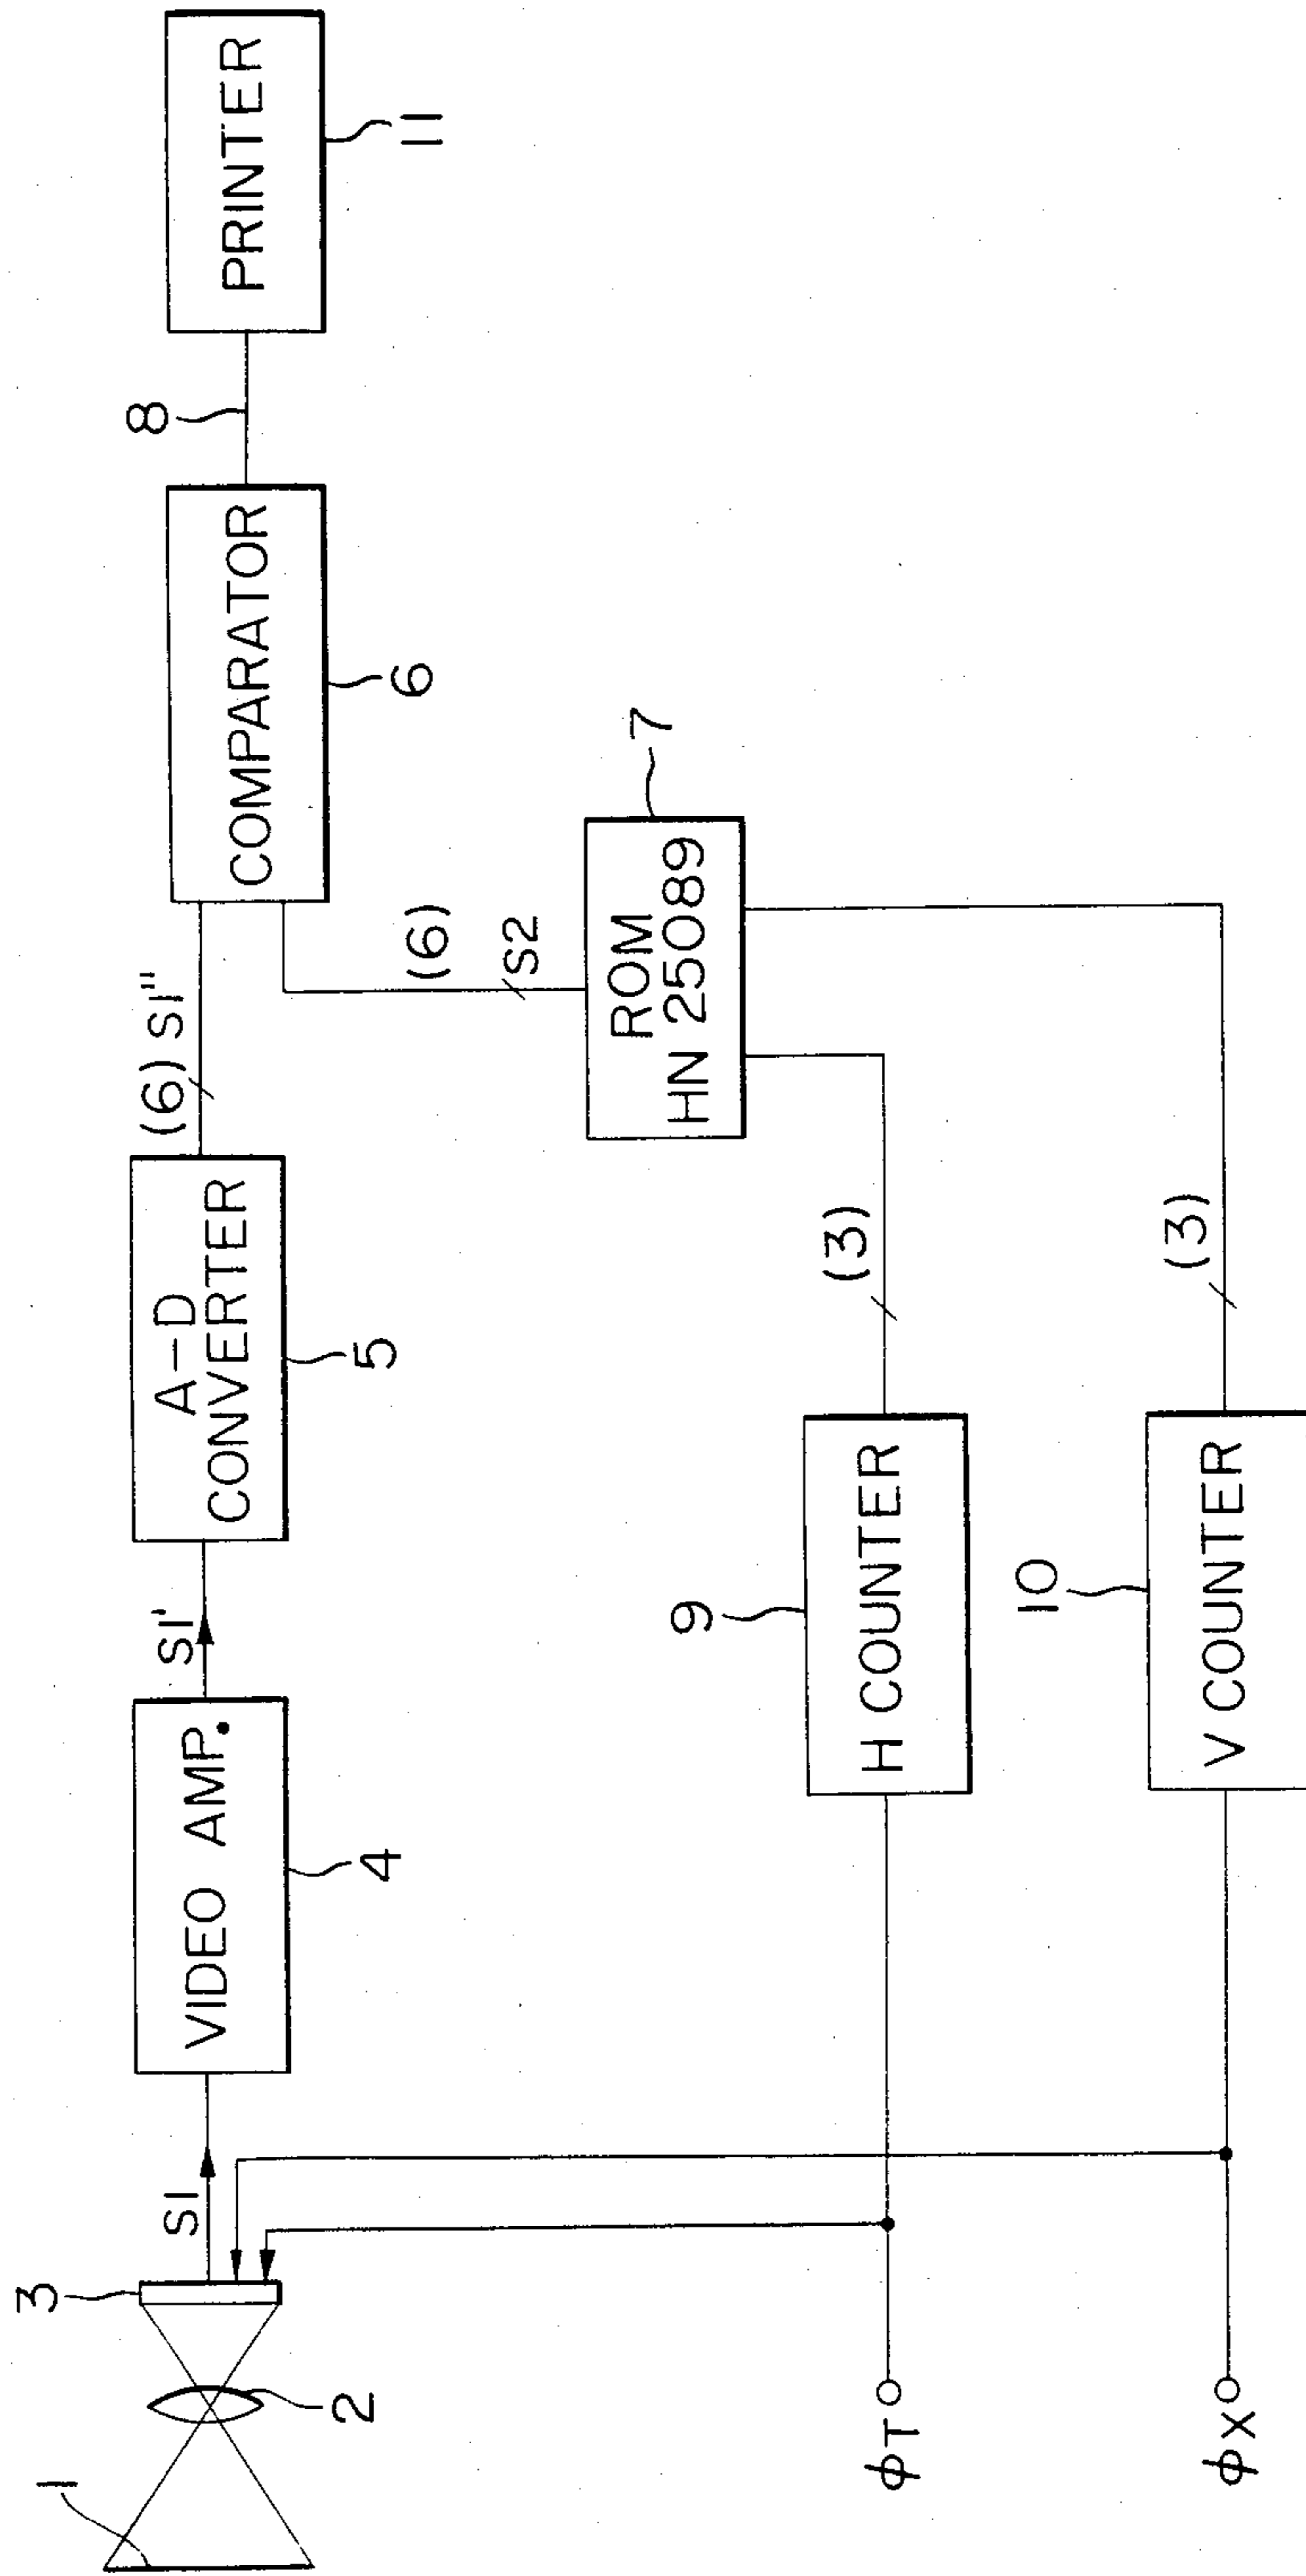 1
2
3
S1
VIDEO AMP.
4
S1'
A-D
CONVERTER
5
(6) S1"
COMPARATOR
6
8
PRINTER
11
(6)
S2
ROM
HN 25089
7
(3)
(3)
H COUNTER
9
V COUNTER
10
ϕT
ϕX